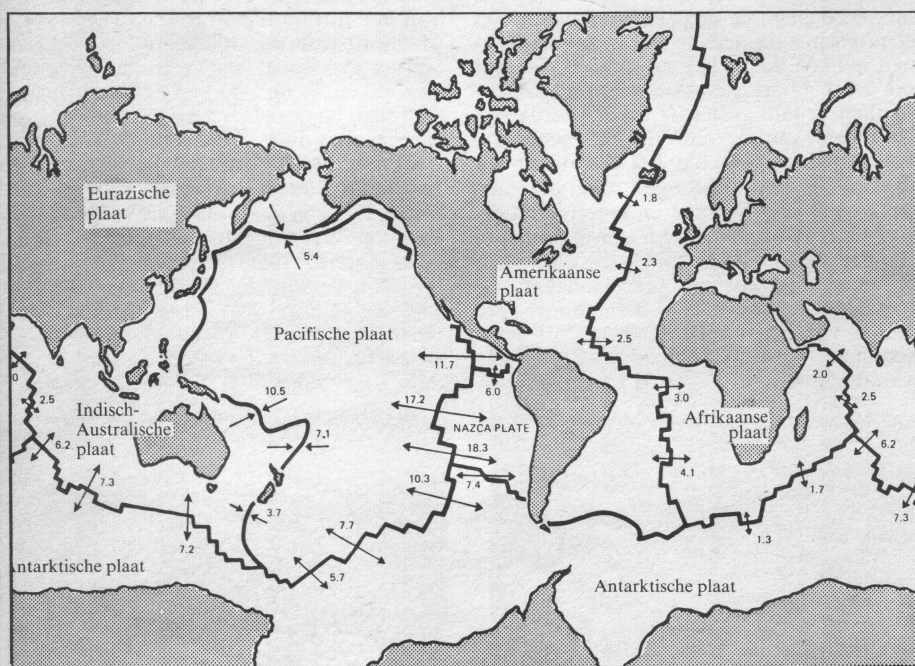 Eurazische
plaat
Amerikaanse
plaat
Pacifische plaat
Indisch-
Australische
plaat
NAZCA PLATE
Afrikaanse
plaat
ntarktische plaat
Antarktische plaat
1.8
2.3
2.5
3.0
4.1
5.4
11.7
6.0
17.2
18.3
7.4
10.3
10.5
7.1
3.7
7.7
5.7
7.2
7.3
6.2
2.5
.0
2.0
2.5
6.2
7.3
1.7
1.3